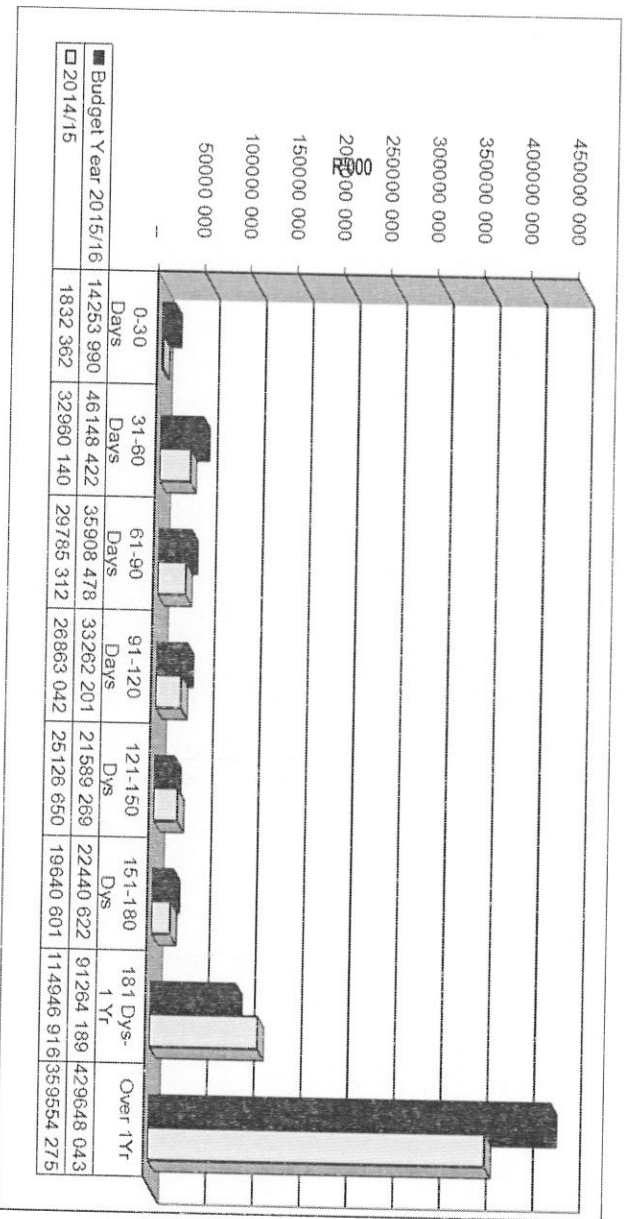 450000 000
400000 000
350000 000
300000 000
250000 000
200000 000
150000 000
100000 000
50000 000
–
R'000
0-30 Days 31-60 Days 61-90 Days 91-120 Days 121-150 Dys 151-180 Dys 181 Dys-1 Yr Over 1Yr
Budget Year 2015/16 14253 990 46148 422 35908 478 33262 201 21589 269 22440 622 91264 189 429648 043
2014/15 1832 362 32960 140 29785 312 26863 042 25126 650 19640 601 114946 916 359554 275